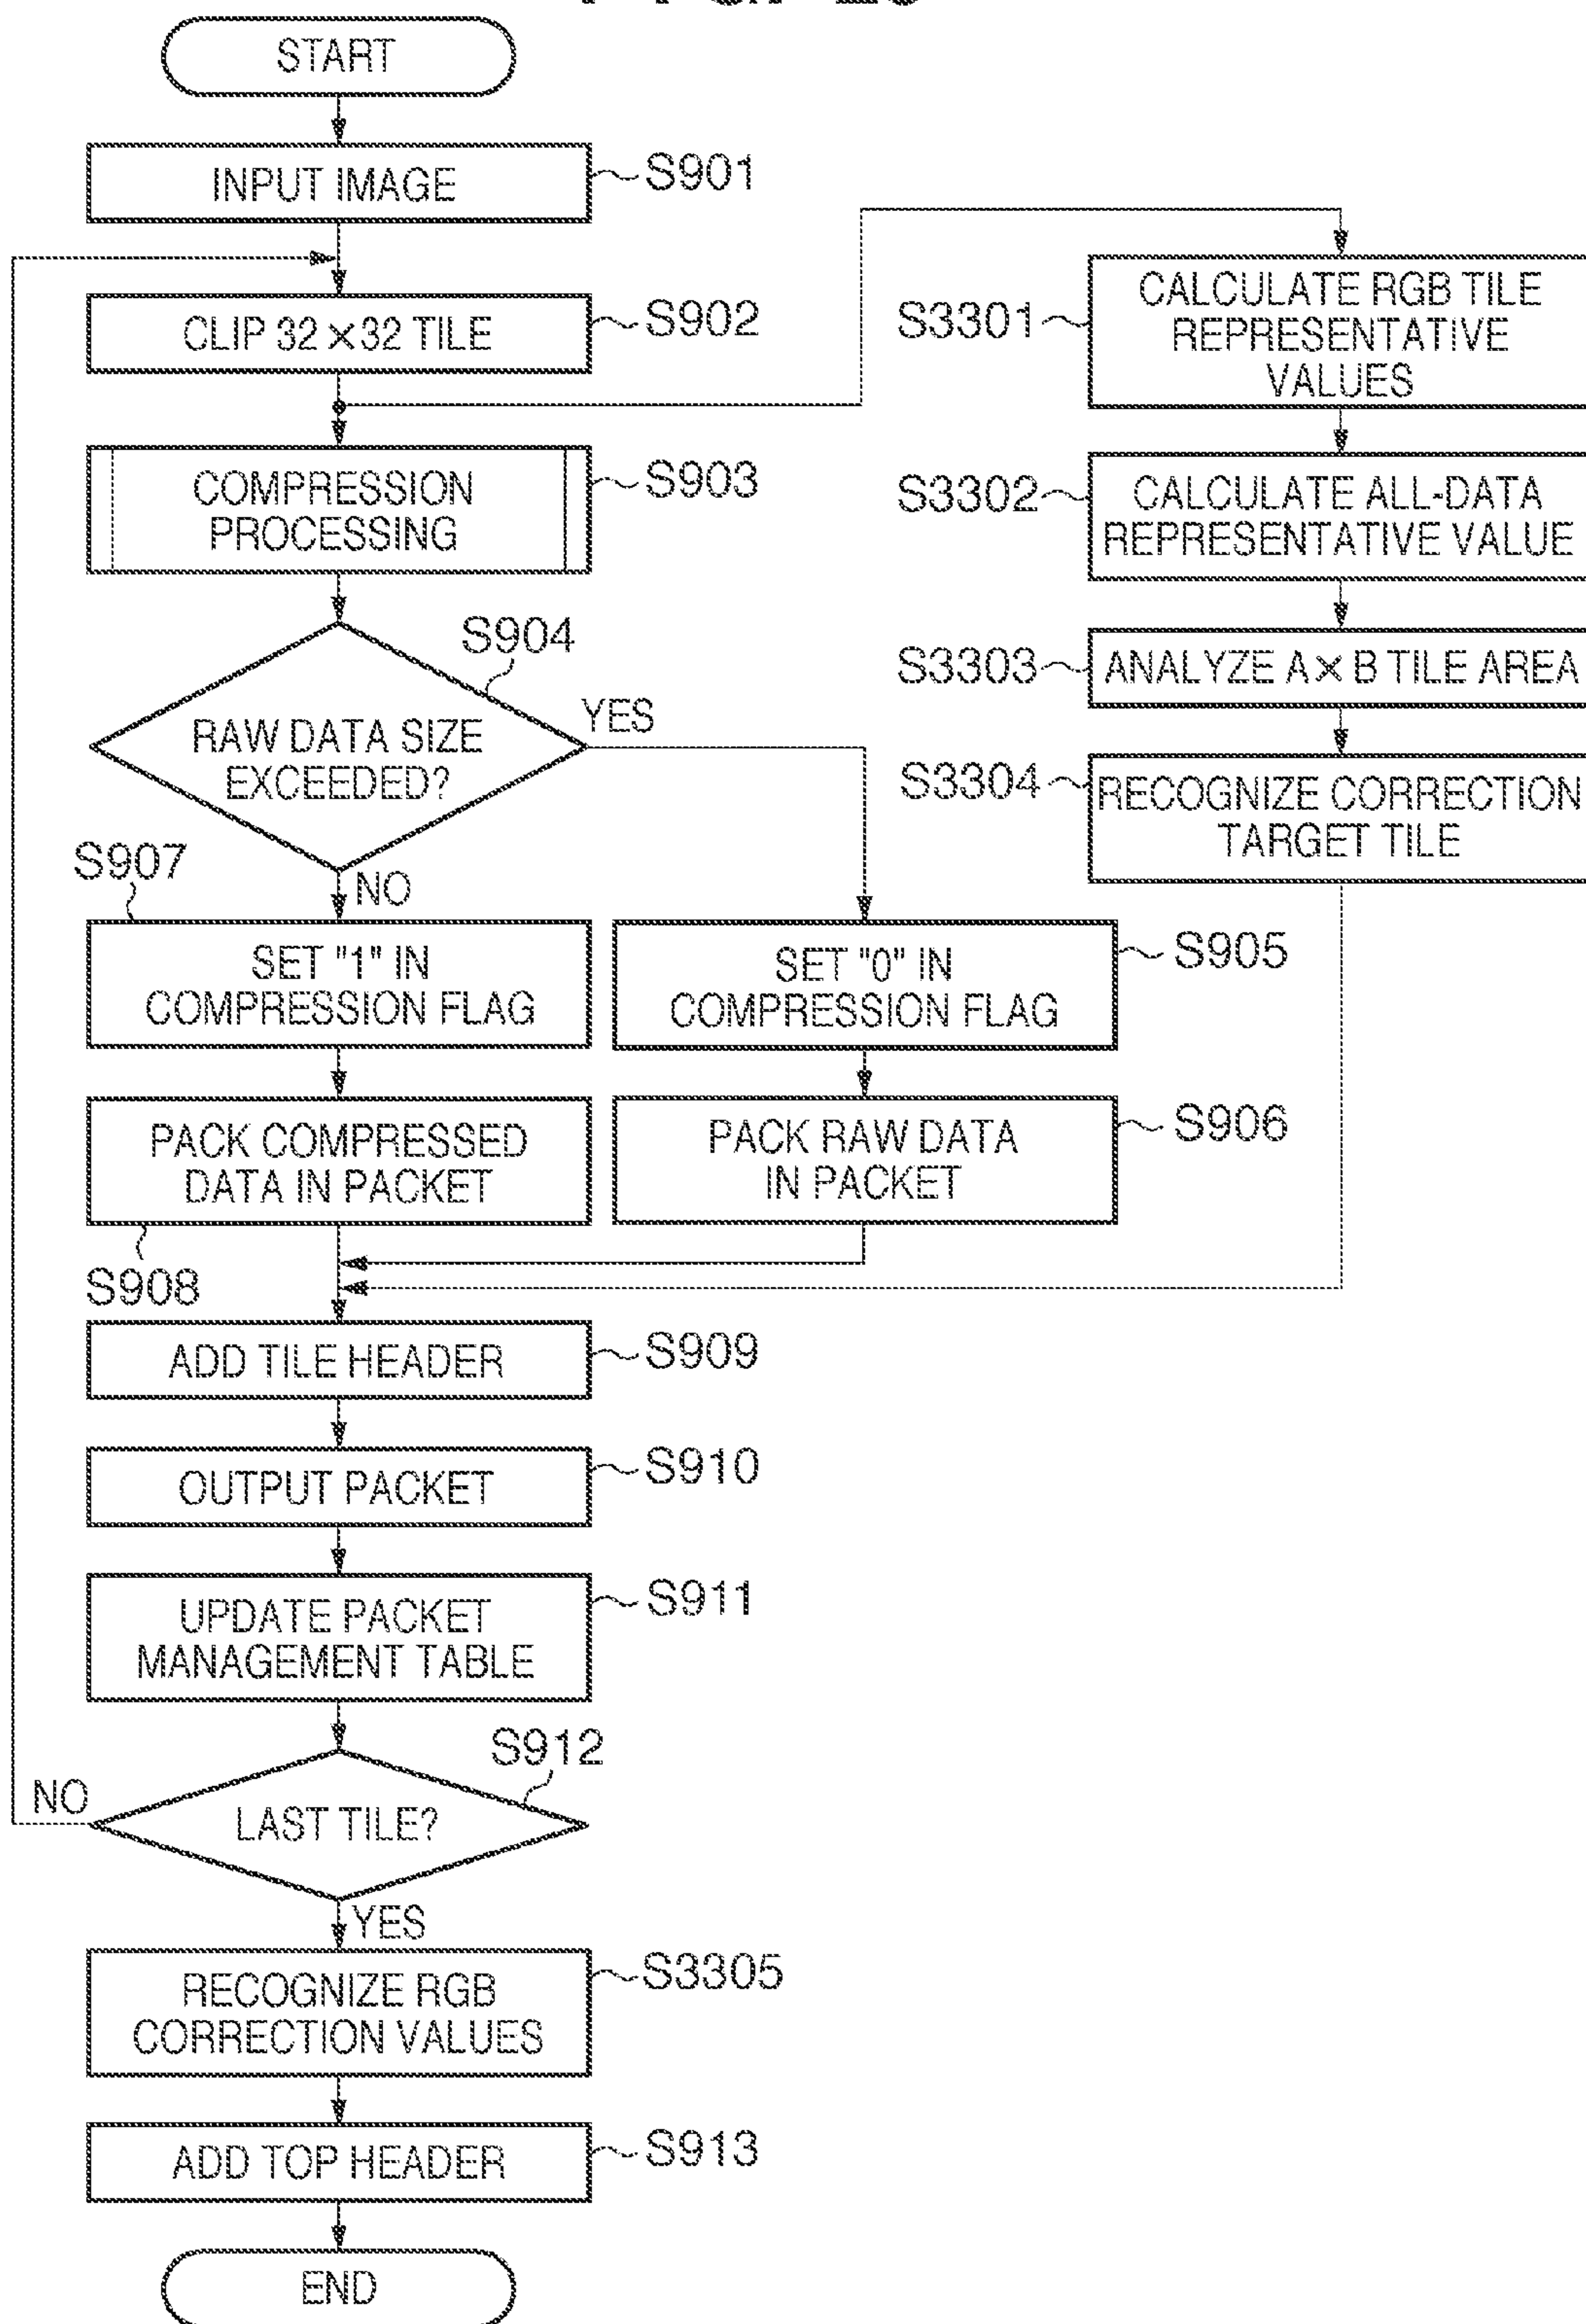 START
INPUT IMAGE
S901
CLIP 32×32 TILE
S902
COMPRESSION
PROCESSING
S903
S904
RAW DATA SIZE
EXCEEDED?
YES
NO
S907
SET "1" IN
COMPRESSION FLAG
SET "0" IN
COMPRESSION FLAG
S905
PACK COMPRESSED
DATA IN PACKET
S908
PACK RAW DATA
IN PACKET
S906
S3301
CALCULATE RGB TILE
REPRESENTATIVE
VALUES
S3302
CALCULATE ALL-DATA
REPRESENTATIVE VALUE
S3303
ANALYZE A×B TILE AREA
S3304
RECOGNIZE CORRECTION
TARGET TILE
ADD TILE HEADER
S909
OUTPUT PACKET
S910
UPDATE PACKET
MANAGEMENT TABLE
S911
S912
LAST TILE?
NO
YES
RECOGNIZE RGB
CORRECTION VALUES
S3305
ADD TOP HEADER
S913
END